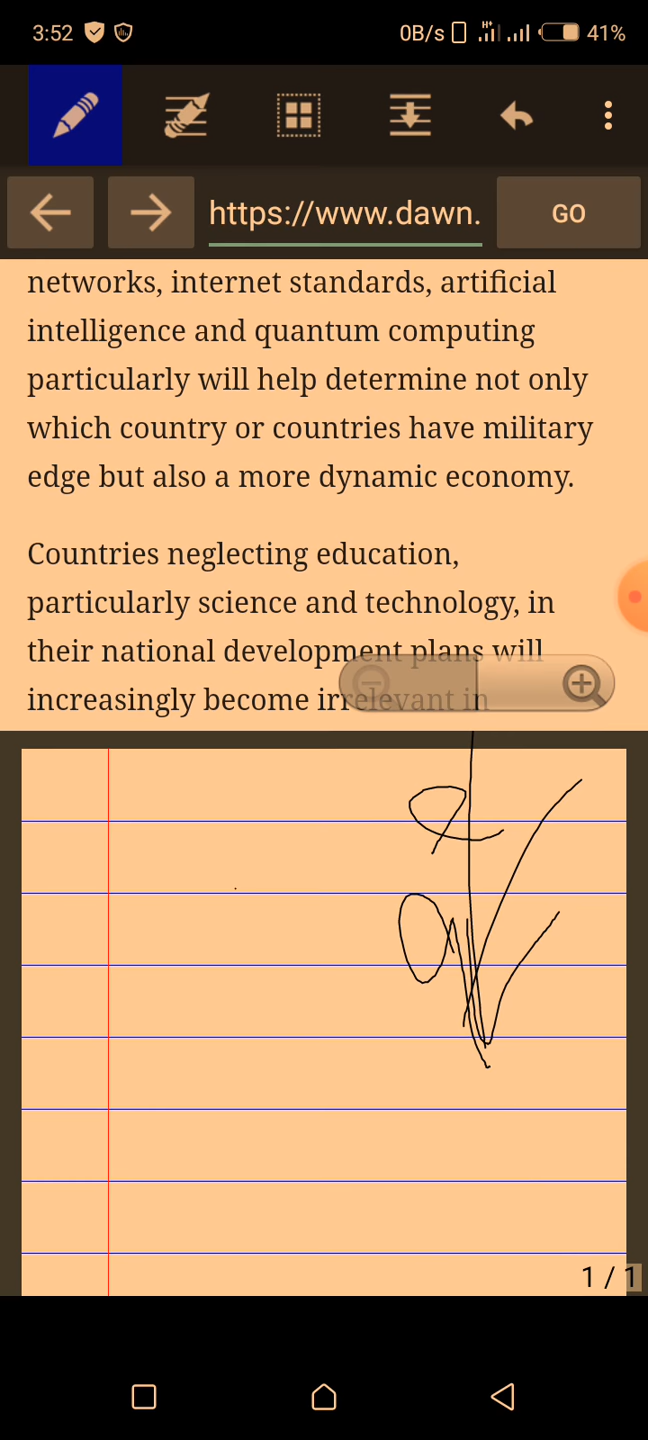 3:52 0B/s H+ 41%
https://www.dawn. GO
networks, internet standards, artificial
intelligence and quantum computing
particularly will help determine not only
which country or countries have military
edge but also a more dynamic economy.
Countries neglecting education,
particularly science and technology, in
their national development plans will
increasingly become irrelevant in
1 / 1